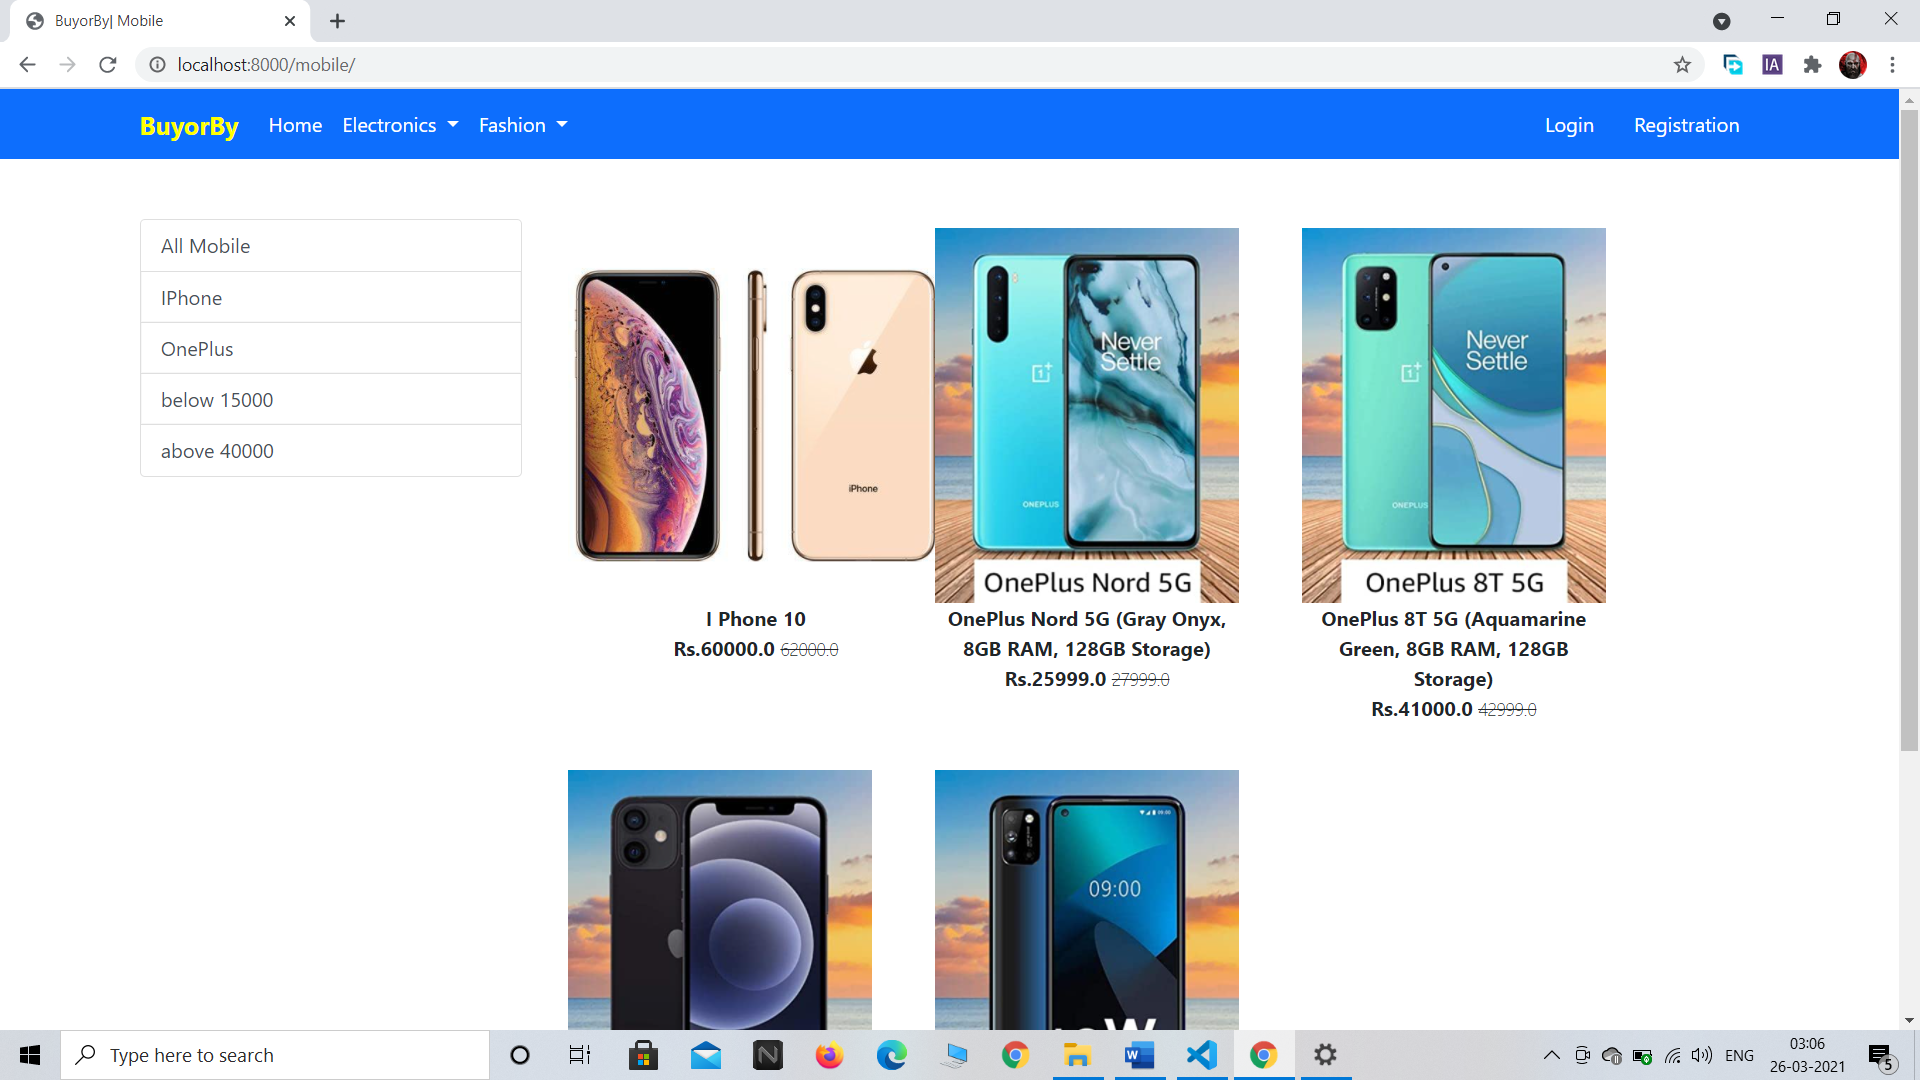 BuyorBy| Mobile
localhost:8000/mobile/
IA
BuyorBy
Home
Electronics
Fashion
Login
Registration
All Mobile
IPhone
OnePlus
below 15000
above 40000
iPhone
Never
Settle
ONEPLUS
OnePlus Nord 5G
Never
Settle
ONEPLUS
OnePlus 8T 5G
I Phone 10
Rs.60000.0 62000.0
OnePlus Nord 5G (Gray Onyx,
8GB RAM, 128GB Storage)
Rs.25999.0 27999.0
OnePlus 8T 5G (Aquamarine
Green, 8GB RAM, 128GB
Storage)
Rs.41000.0 42999.0
09:00
Type here to search
ENG
03:06
26-03-2021
5